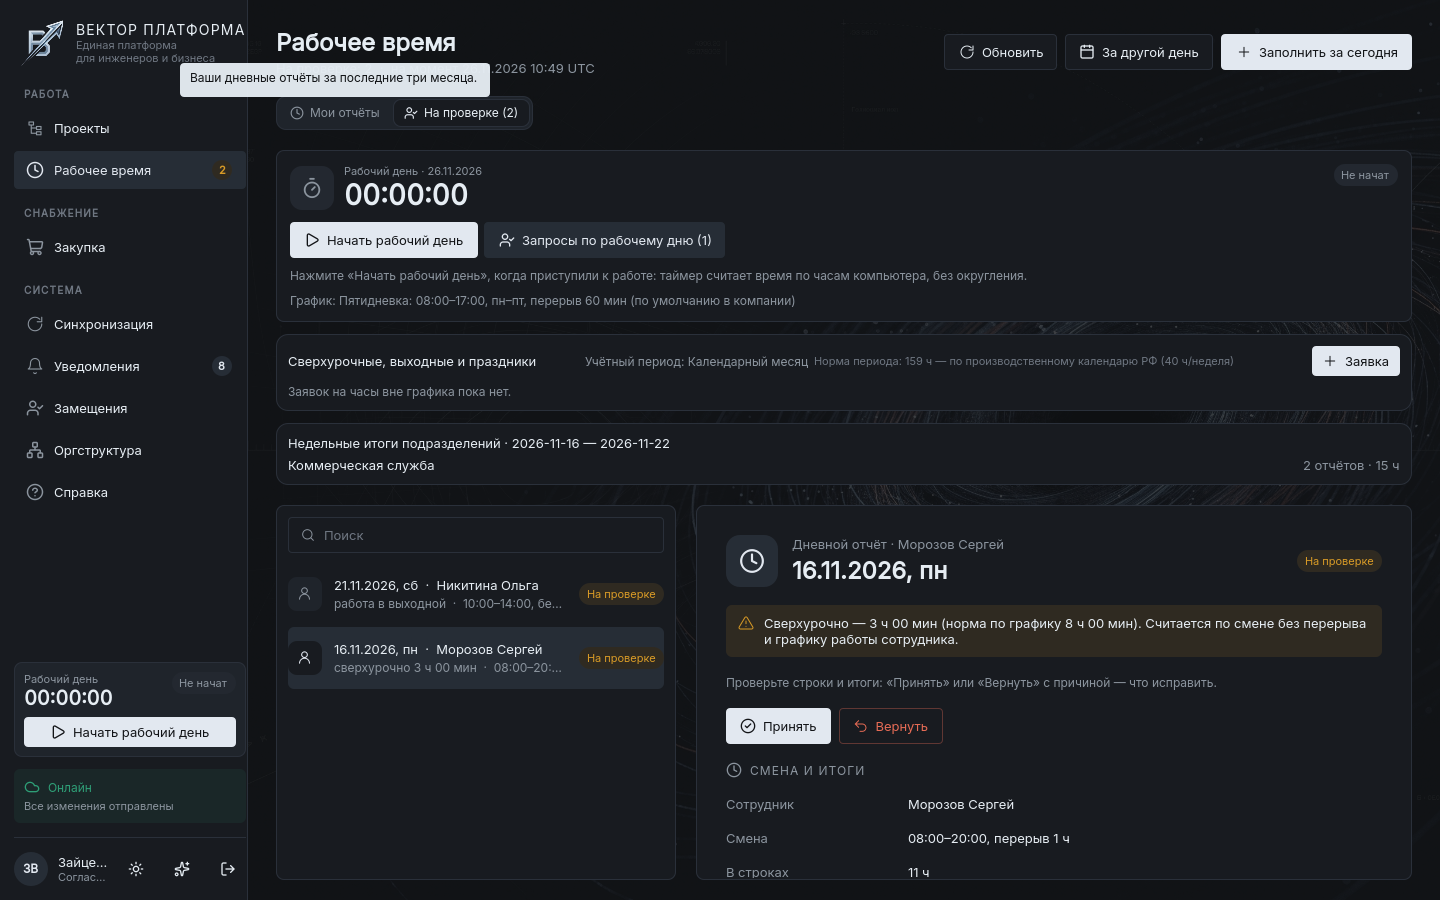 ВЕКТОР ПЛАТФОРМА
Единая платформа
для инженеров и бизнеса
РАБОТА
Проекты
Рабочее время
2
СНАБЖЕНИЕ
Закупка
СИСТЕМА
Синхронизация
Уведомления
8
Замещения
Оргструктура
Справка
Рабочий день
Не начат
00:00:00
Начать рабочий день
Онлайн
Все изменения отправлены
ЗВ
Зайце...
Соглас...
Рабочее время
.2026 10:49 UTC
Ваши дневные отчёты за последние три месяца.
Обновить
За другой день
Заполнить за сегодня
Мои отчёты
На проверке (2)
Рабочий день · 26.11.2026
00:00:00
Не начат
Начать рабочий день
Запросы по рабочему дню (1)
Нажмите «Начать рабочий день», когда приступили к работе: таймер считает время по часам компьютера, без округления.
График: Пятидневка: 08:00–17:00, пн–пт, перерыв 60 мин (по умолчанию в компании)
Сверхурочные, выходные и праздники
Учётный период: Календарный месяц
Норма периода: 159 ч — по производственному календарю РФ (40 ч/неделя)
Заявка
Заявок на часы вне графика пока нет.
Недельные итоги подразделений · 2026-11-16 — 2026-11-22
Коммерческая служба
2 отчётов · 15 ч
Поиск
21.11.2026, сб · Никитина Ольга
работа в выходной · 10:00–14:00, бе...
На проверке
16.11.2026, пн · Морозов Сергей
сверхурочно 3 ч 00 мин · 08:00–20:...
На проверке
Дневной отчёт · Морозов Сергей
16.11.2026, пн
На проверке
Сверхурочно — 3 ч 00 мин (норма по графику 8 ч 00 мин). Считается по смене без перерыва
и графику работы сотрудника.
Проверьте строки и итоги: «Принять» или «Вернуть» с причиной — что исправить.
Принять
Вернуть
СМЕНА И ИТОГИ
Сотрудник
Морозов Сергей
Смена
08:00–20:00, перерыв 1 ч
В строках
11 ч